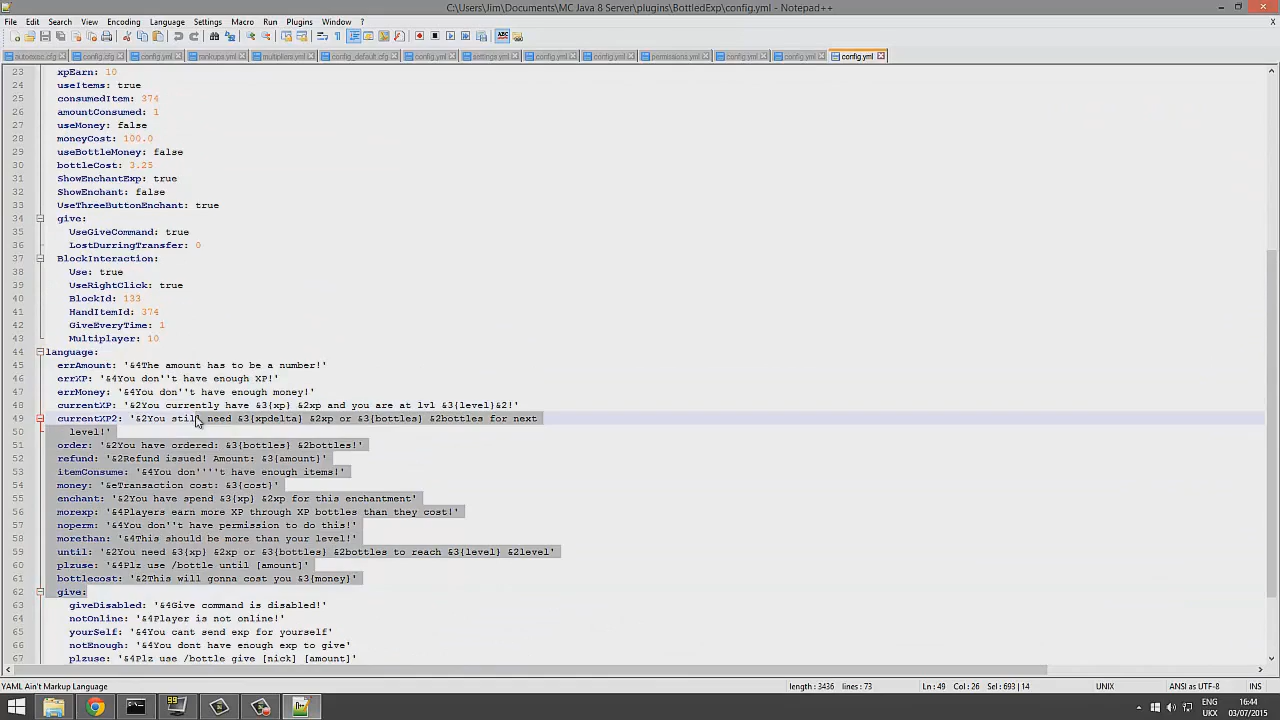 C:\Users\Jim\Documents\MC Java 8 Server\plugins\BottledExp\config.yml - Notepad++
File Edit Search View Encoding Language Settings Macro Run Plugins Window ?
autoexec.cfg config.cfg config.yml rankups.yml multipliers.yml config_default.cfg config.yml settings.yml config.yml config.yml permissions.yml config.yml config.yml config.yml
23 xpEarn: 10
24 useItems: true
25 consumedItem: 374
26 amountConsumed: 1
27 useMoney: false
28 moneyCost: 100.0
29 useBottleMoney: false
30 bottleCost: 3.25
31 ShowEnchantExp: true
32 ShowEnchant: false
33 UseThreeButtonEnchant: true
34 give:
35 UseGiveCommand: true
36 LostDurringTransfer: 0
37 BlockInteraction:
38 Use: true
39 UseRightClick: true
40 BlockId: 133
41 HandItemId: 374
42 GiveEveryTime: 1
43 Multiplayer: 10
44 language:
45 errAmount: '&4The amount has to be a number!'
46 errXP: '&4You don''t have enough XP!'
47 errMoney: '&4You don''t have enough money!'
48 currentXP: '&2You currently have &3{xp} &2xp and you are at lvl &3{level}&2!'
49 currentXP2: '&2You still need &3{xpdelta} &2xp or &3{bottles} &2bottles for next
50 level!'
51 order: '&2You have ordered: &3{bottles} &2bottles!'
52 refund: '&2Refund issued! Amount: &3{amount}'
53 itemConsume: '&4You don''''t have enough items!'
54 money: '&eTransaction cost: &3{cost}'
55 enchant: '&2You have spend &3{xp} &2xp for this enchantment'
56 morexp: '&4Players earn more XP through XP bottles than they cost!'
57 noperm: '&4You don''t have permission to do this!'
58 morethan: '&4This should be more than your level!'
59 until: '&2You need &3{xp} &2xp or &3{bottles} &2bottles to reach &3{level} &2level'
60 plzuse: '&4Plz use /bottle until [amount]'
61 bottlecost: '&2This will gonna cost you &3{money}'
62 give:
63 giveDisabled: '&4Give command is disabled!'
64 notOnline: '&4Player is not online!'
65 yourSelf: '&4You cant send exp for yourself'
66 notEnough: '&4You dont have enough exp to give'
67 plzuse: '&4Plz use /bottle give [nick] [amount]'
YAML Ain't Markup Language length : 3436 lines : 73 Ln : 49 Col : 26 Sel : 693 | 14 UNIX ANSI as UTF-8 INS
ENG 16:44
UKX 03/07/2015